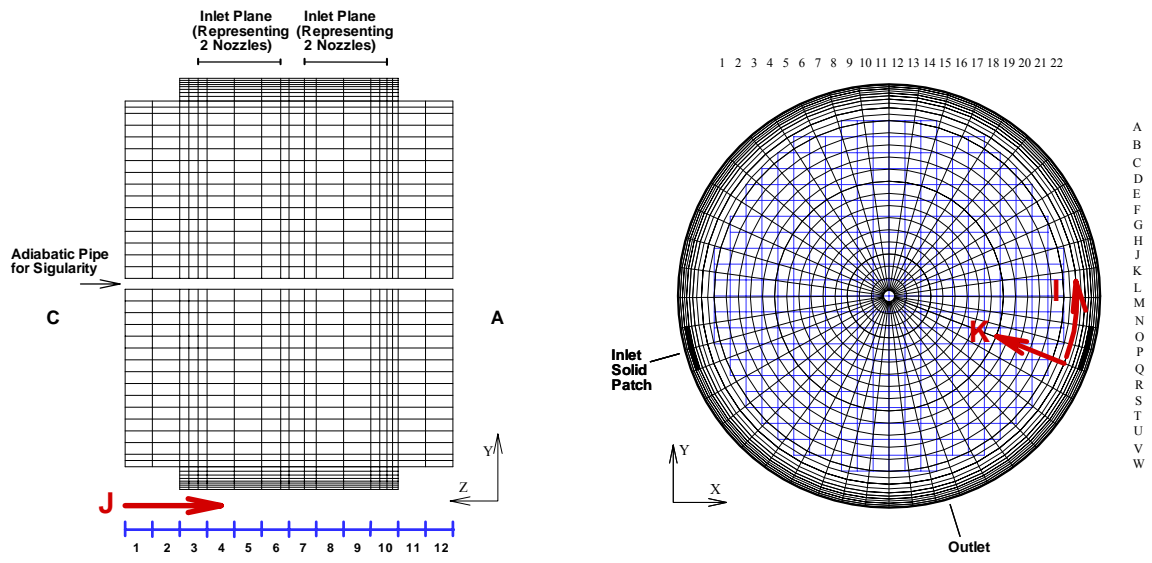 Inlet Plane
(Representing
2 Nozzles)
Inlet Plane
(Representing
2 Nozzles)
Adiabatic Pipe
for Sigularity
C
A
Y
Z
J
1 2 3 4 5 6 7 8 9 10 11 12
1 2 3 4 5 6 7 8 9 10 11 12 13 14 15 16 17 18 19 20 21 22
A
B
C
D
E
F
G
H
J
K
L
M
N
O
P
Q
R
S
T
U
V
W
I
K
Inlet
Solid
Patch
Y
X
Outlet